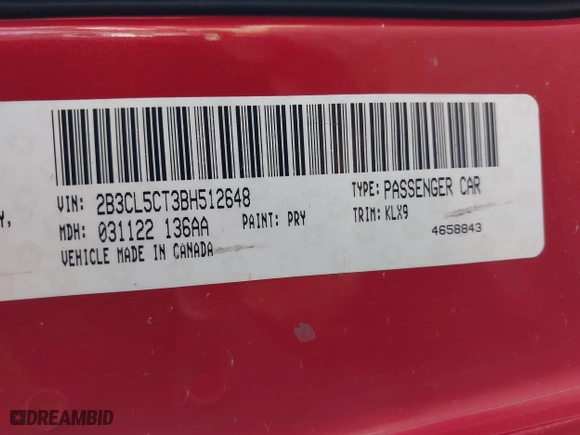 VIN: 2B3CL5CT3BH512648 TYPE: PASSENGER CAR
Y, MDH: 031122 136AA PAINT: PRY TRIM: KLX9
VEHICLE MADE IN CANADA 4658843
DREAMBID